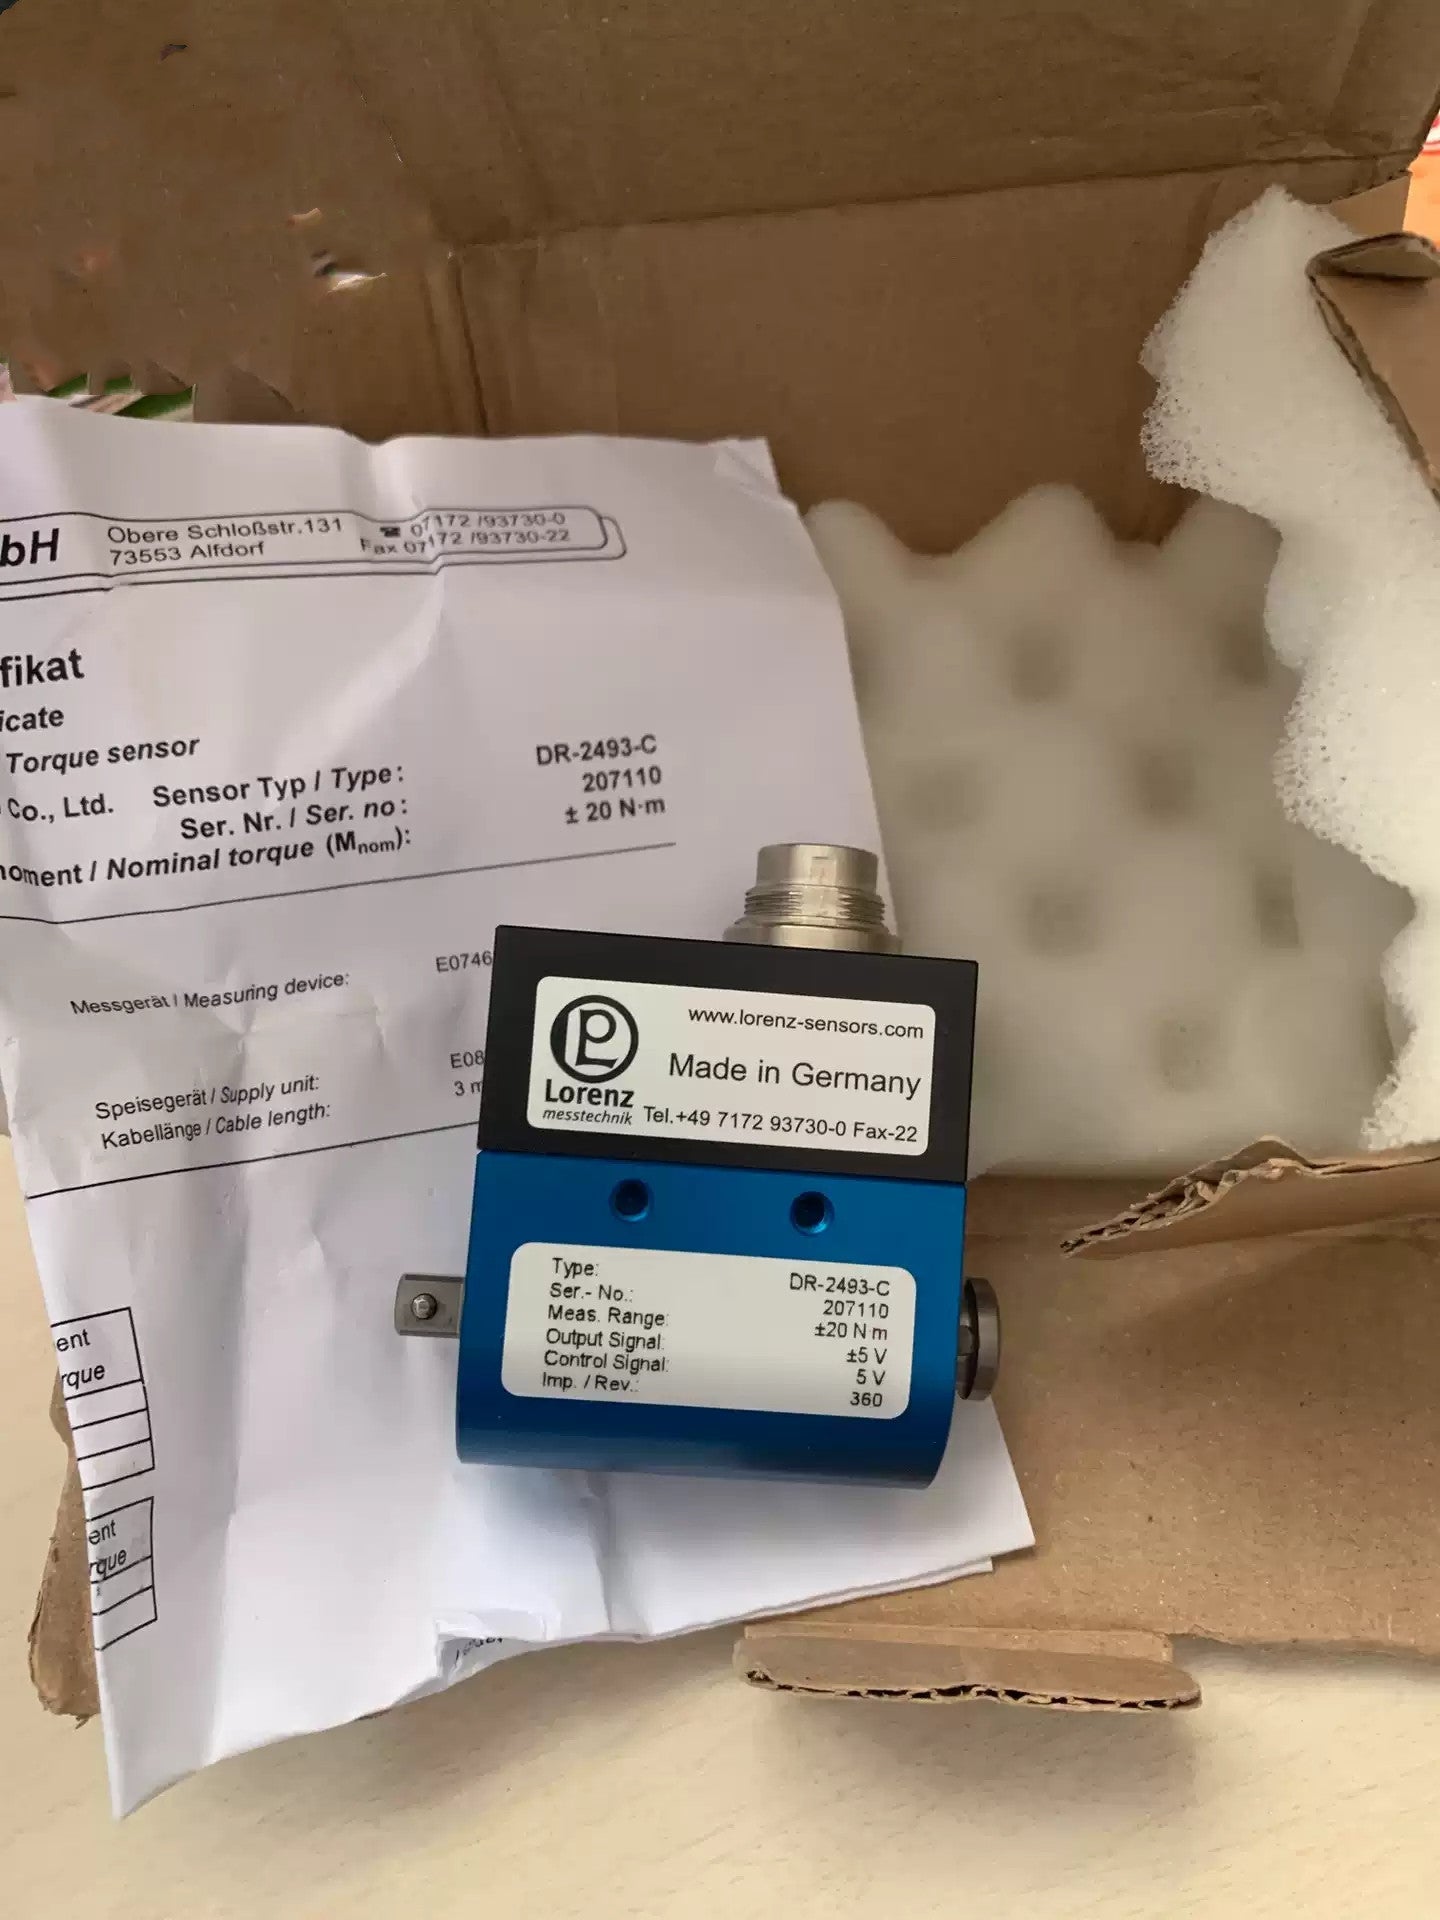 Obere Schloßstr.131
73553 Alfdorf
☎ 07172 /93730-0
Fax 07172 /93730-22
bH
fikat
icate
Torque sensor
Co., Ltd.
Sensor Typ / Type: DR-2493-C
Ser. Nr. / Ser. no: 207110
oment / Nominal torque (Mnom): ± 20 N·m
Messgerät / Measuring device: E0746
Speisegerät / Supply unit: E08
Kabellänge / Cable length: 3 m
ent
rque
ent
rque
www.lorenz-sensors.com
Made in Germany
Lorenz
messtechnik
Tel.+49 7172 93730-0 Fax-22
Type: DR-2493-C
Ser.- No.: 207110
Meas. Range: ±20 N·m
Output Signal: ±5 V
Control Signal: 5 V
Imp. / Rev.: 360